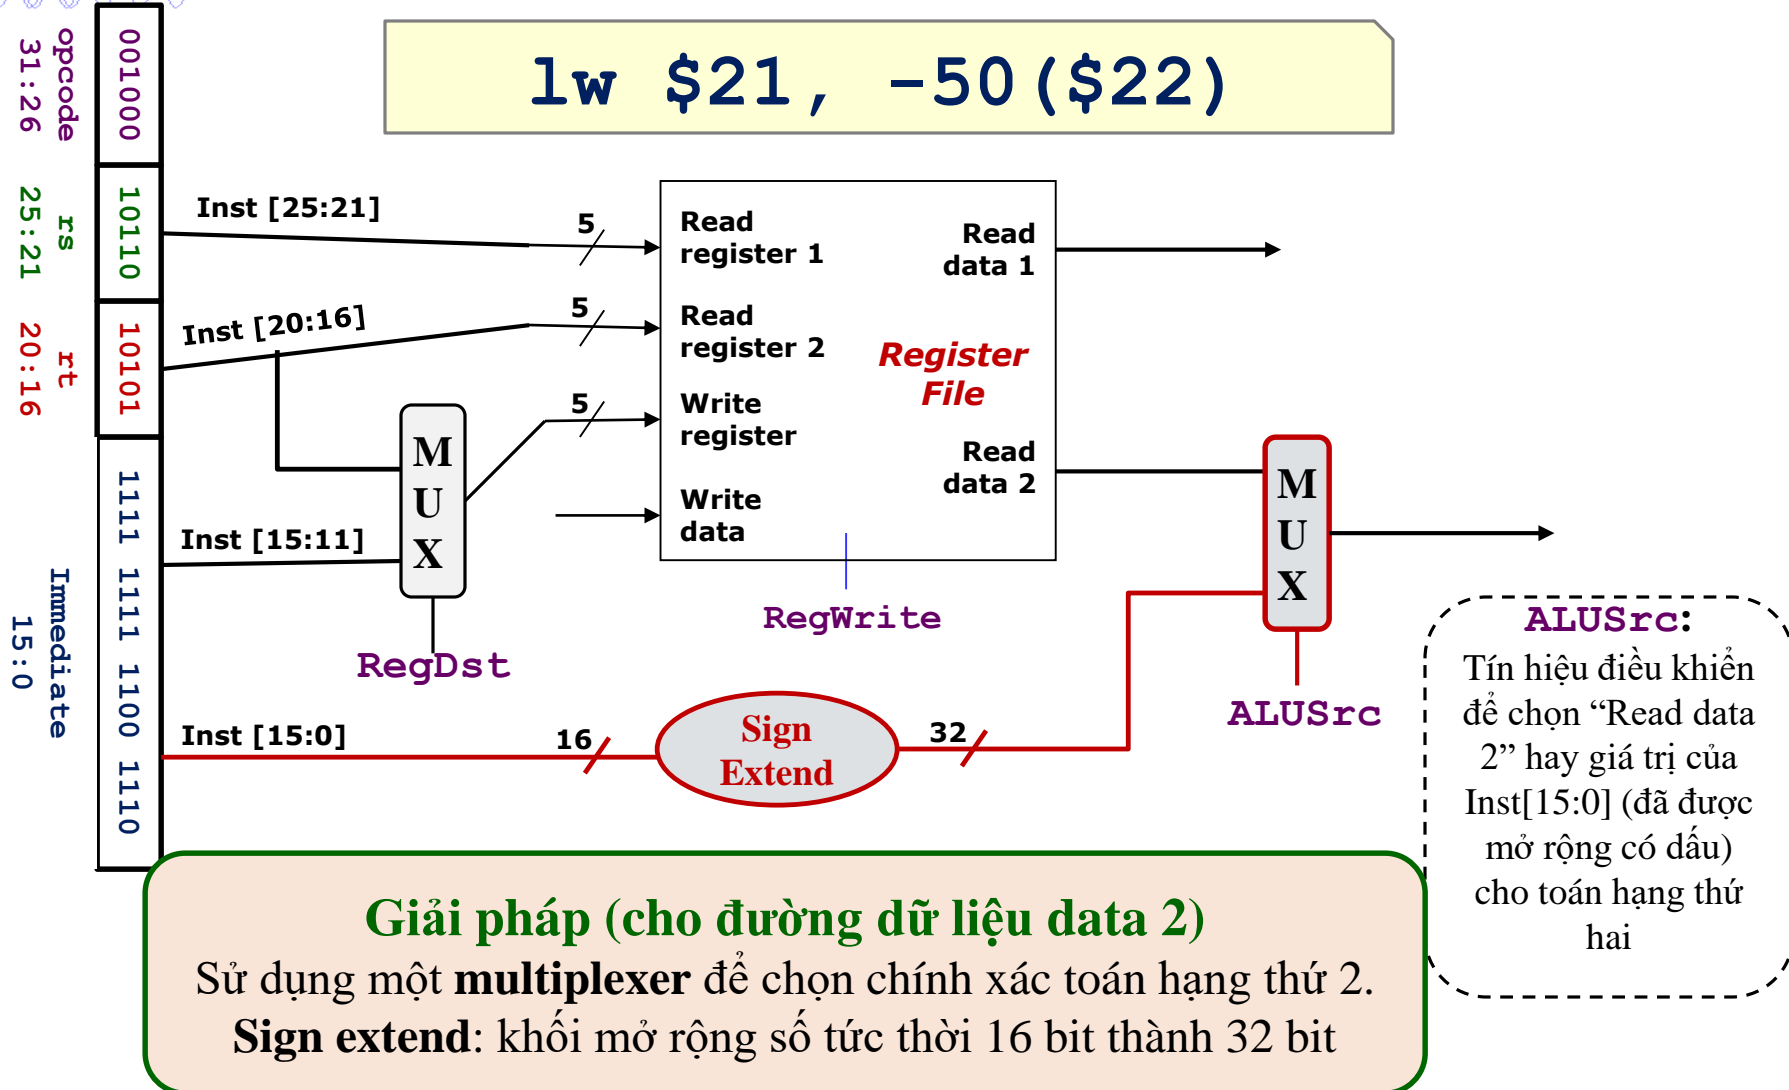 lw $21, -50($22)
opcode
31:26
001000
rs
25:21
10110
rt
20:16
10101
Immediate
15:0
1111 1111 1100 1110
Inst [25:21]
5
Inst [20:16]
5
5
Inst [15:11]
M
U
X
RegDst
Read
register 1
Read
register 2
Write
register
Write
data
Read
data 1
Register
File
Read
data 2
RegWrite
M
U
X
ALUSrc
Inst [15:0]
16
Sign
Extend
32
ALUSrc:
Tín hiệu điều khiển
để chọn “Read data
2” hay giá trị của
Inst[15:0] (đã được
mở rộng có dấu)
cho toán hạng thứ
hai
Giải pháp (cho đường dữ liệu data 2)
Sử dụng một multiplexer để chọn chính xác toán hạng thứ 2.
Sign extend: khối mở rộng số tức thời 16 bit thành 32 bit